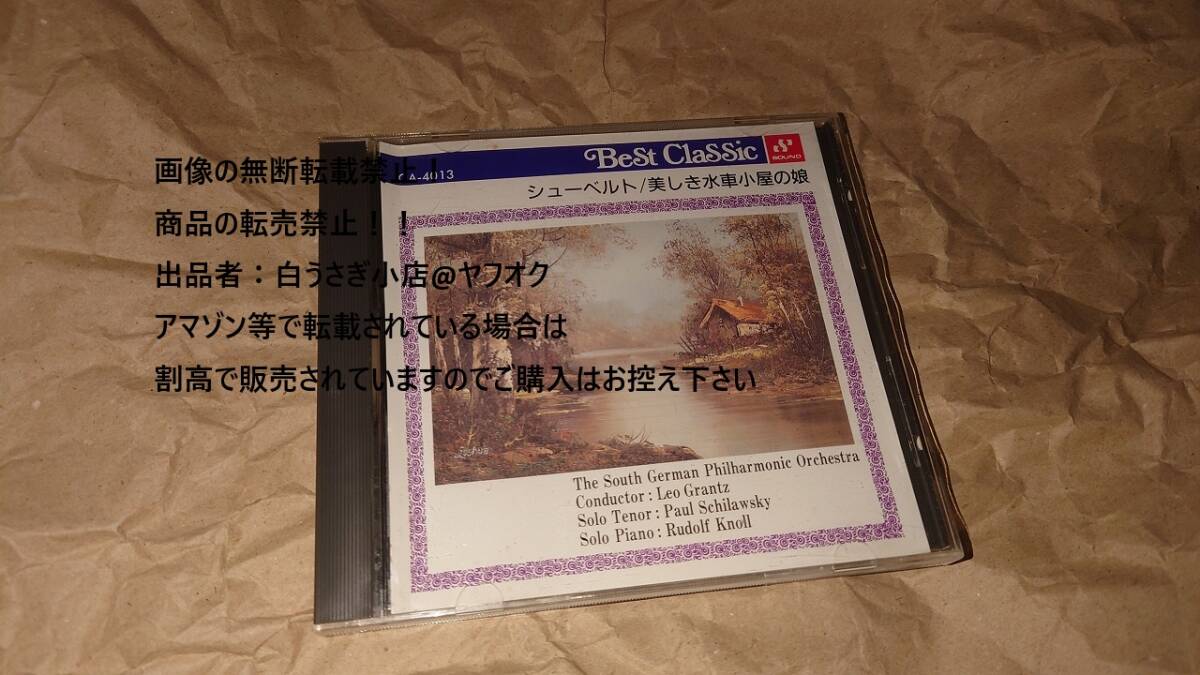 画像の無断転載禁止！
商品の転売禁止！！
出品者：白うさぎ小店@ヤフオク
アマゾン等で転載されている場合は
割高で販売されていますのでご購入はお控え下さい
BeSt ClaSSic
SOUND
CA-4013
シューベルト/美しき水車小屋の娘
The South German Philharmonic Orchestra
Conductor : Leo Grantz
Solo Tenor : Paul Schilawsky
Solo Piano : Rudolf Knoll